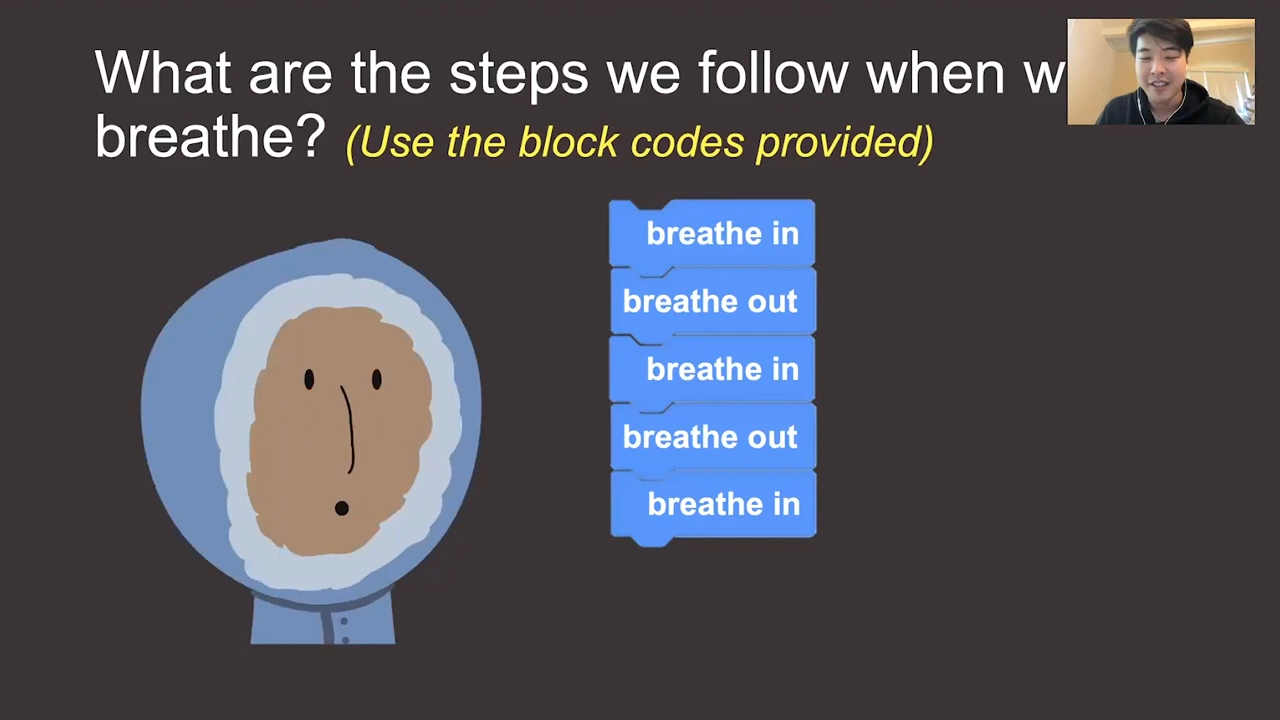 What are the steps we follow when w
breathe? (Use the block codes provided)
breathe in
breathe out
breathe in
breathe out
breathe in